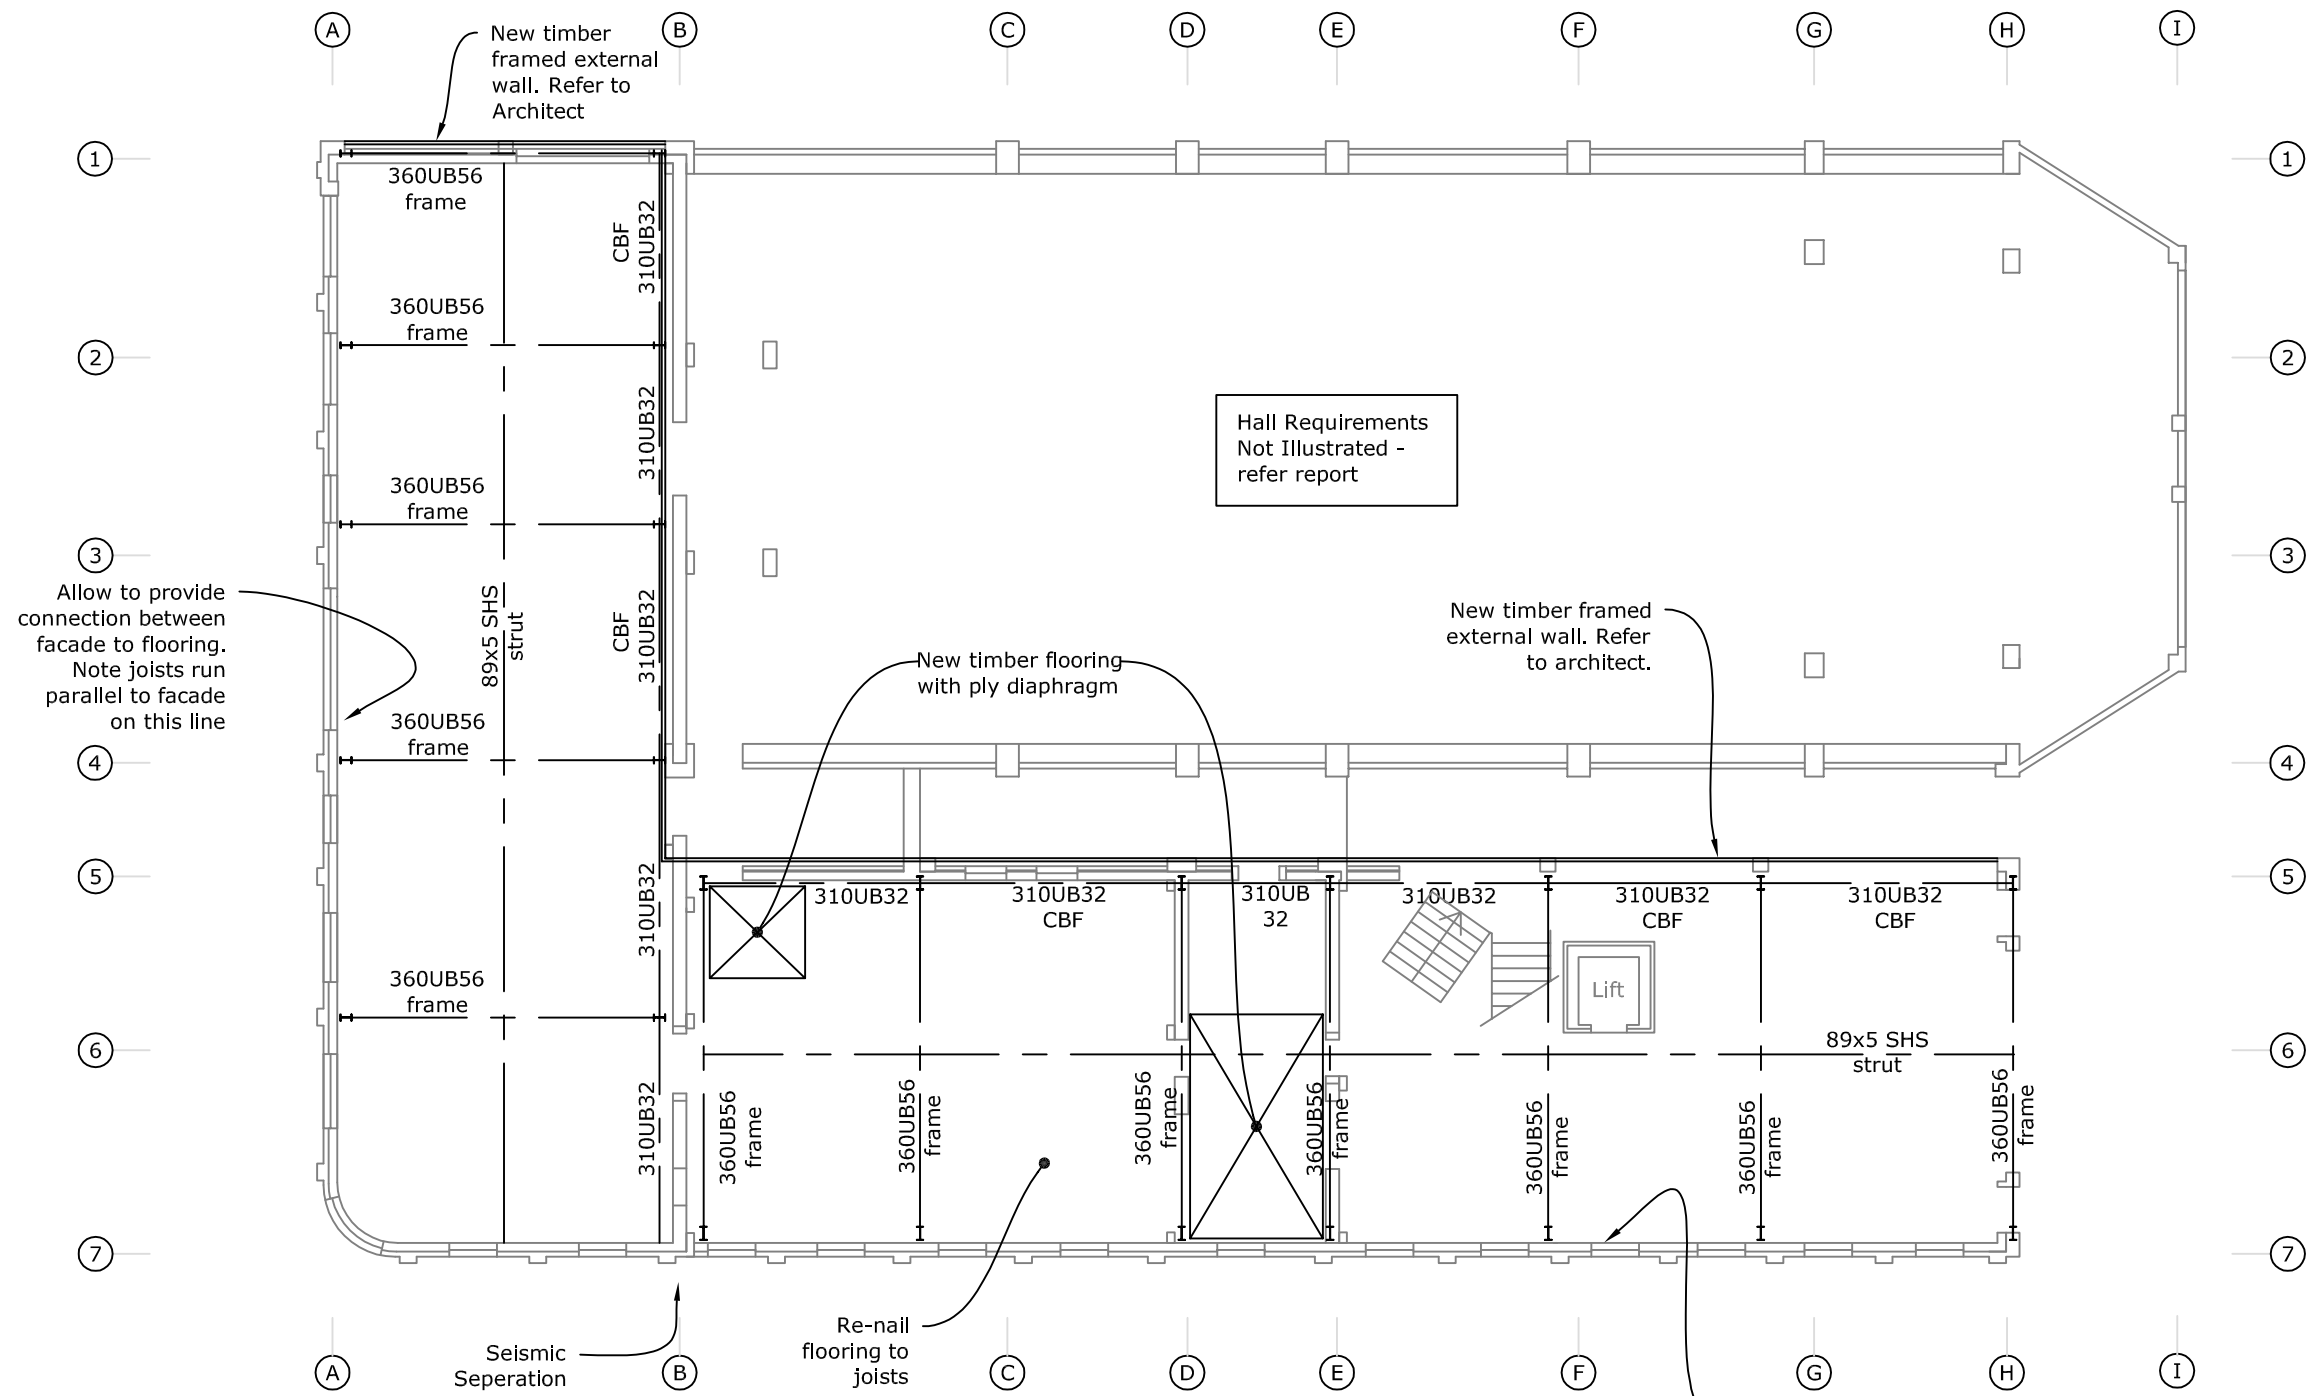 A
B
C
D
E
F
G
H
I
New timber
framed external
wall. Refer to
Architect
1
1
360UB56
frame
CBF
310UB32
360UB56
frame
2
2
310UB32
Hall Requirements
Not Illustrated -
refer report
360UB56
frame
3
3
Allow to provide
connection between
facade to flooring.
Note joists run
parallel to facade
on this line
89x5 SHS
strut
CBF
310UB32
New timber flooring
with ply diaphragm
New timber framed
external wall. Refer
to architect.
360UB56
frame
4
4
5
5
310UB32
310UB32
310UB32
CBF
310UB
32
310UB32
310UB32
CBF
310UB32
CBF
360UB56
frame
Lift
6
6
89x5 SHS
strut
310UB32
360UB56
frame
360UB56
frame
360UB56
frame
360UB56
frame
360UB56
frame
360UB56
frame
360UB56
frame
7
7
Seismic
Seperation
Re-nail
flooring to
joists
A
B
C
D
E
F
G
H
I